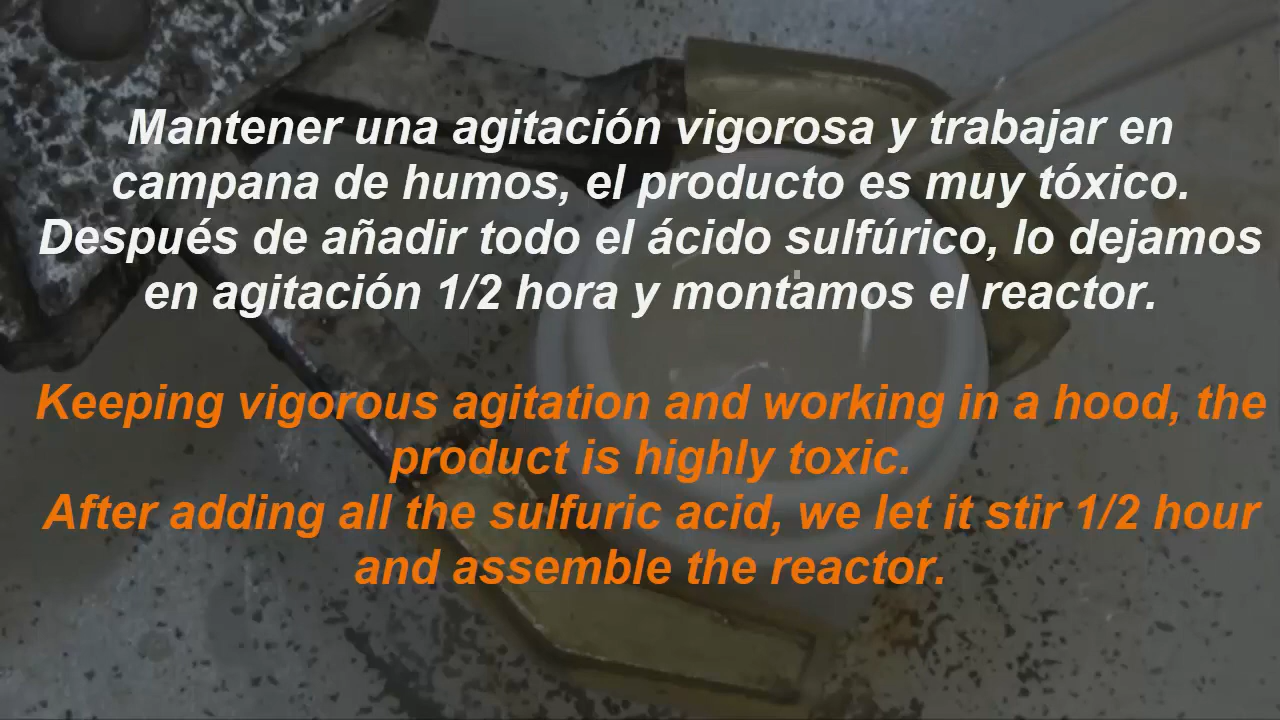 Mantener una agitación vigorosa y trabajar en
campana de humos, el producto es muy tóxico.
Después de añadir todo el ácido sulfúrico, lo dejamos
en agitación 1/2 hora y montamos el reactor.
Keeping vigorous agitation and working in a hood, the
product is highly toxic.
After adding all the sulfuric acid, we let it stir 1/2 hour
and assemble the reactor.